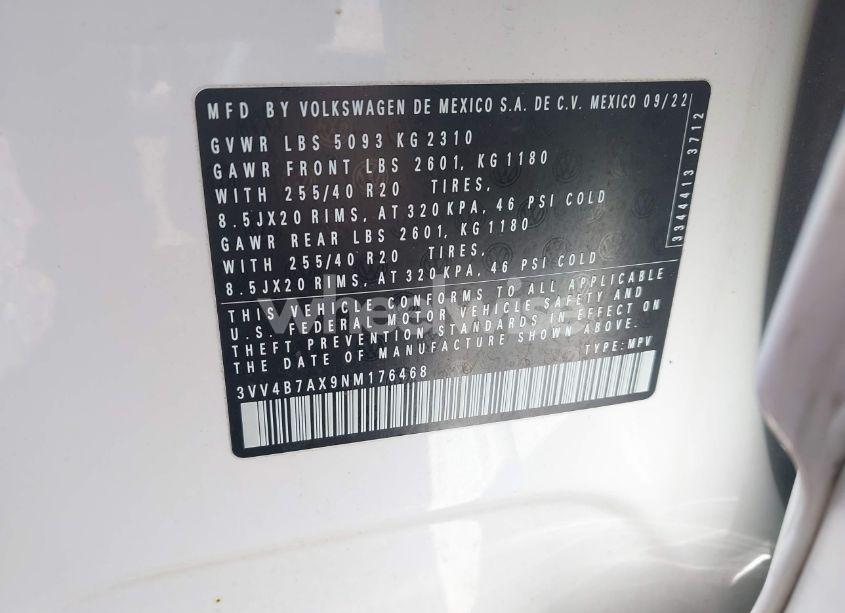 MFD BY VOLKSWAGEN DE MEXICO S.A. DE C.V. MEXICO 09/22
GVWR LBS 5093 KG 2310
GAWR FRONT LBS 2601, KG 1180
WITH 255/40 R20 TIRES,
8.5JX20 RIMS, AT 320 KPA, 46 PSI COLD
GAWR REAR LBS 2601, KG 1180
WITH 255/40 R20 TIRES,
8.5JX20 RIMS, AT 320 KPA, 46 PSI COLD
THIS VEHICLE CONFORMS TO ALL APPLICABLE
U.S. FEDERAL MOTOR VEHICLE SAFETY AND
THEFT PREVENTION STANDARDS IN EFFECT ON
THE DATE OF MANUFACTURE SHOWN ABOVE.
TYPE: MPV
3VV4B7AX9NM176468
3344413 3712